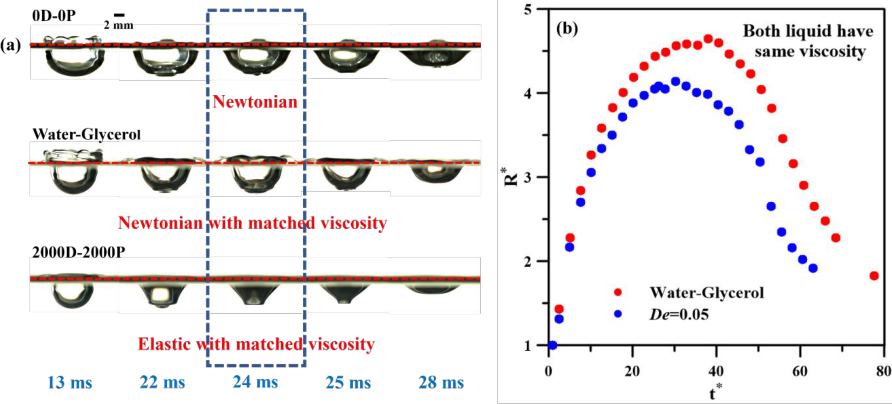 (a)
0D-0P
2 mm
Newtonian
Water-Glycerol
Newtonian with matched viscosity
2000D-2000P
Elastic with matched viscosity
13 ms 22 ms 24 ms 25 ms 28 ms
(b)
Both liquid have
same viscosity
5
4
3
2
1
R*
Water-Glycerol
De=0.05
0 20 40 60 80
t*